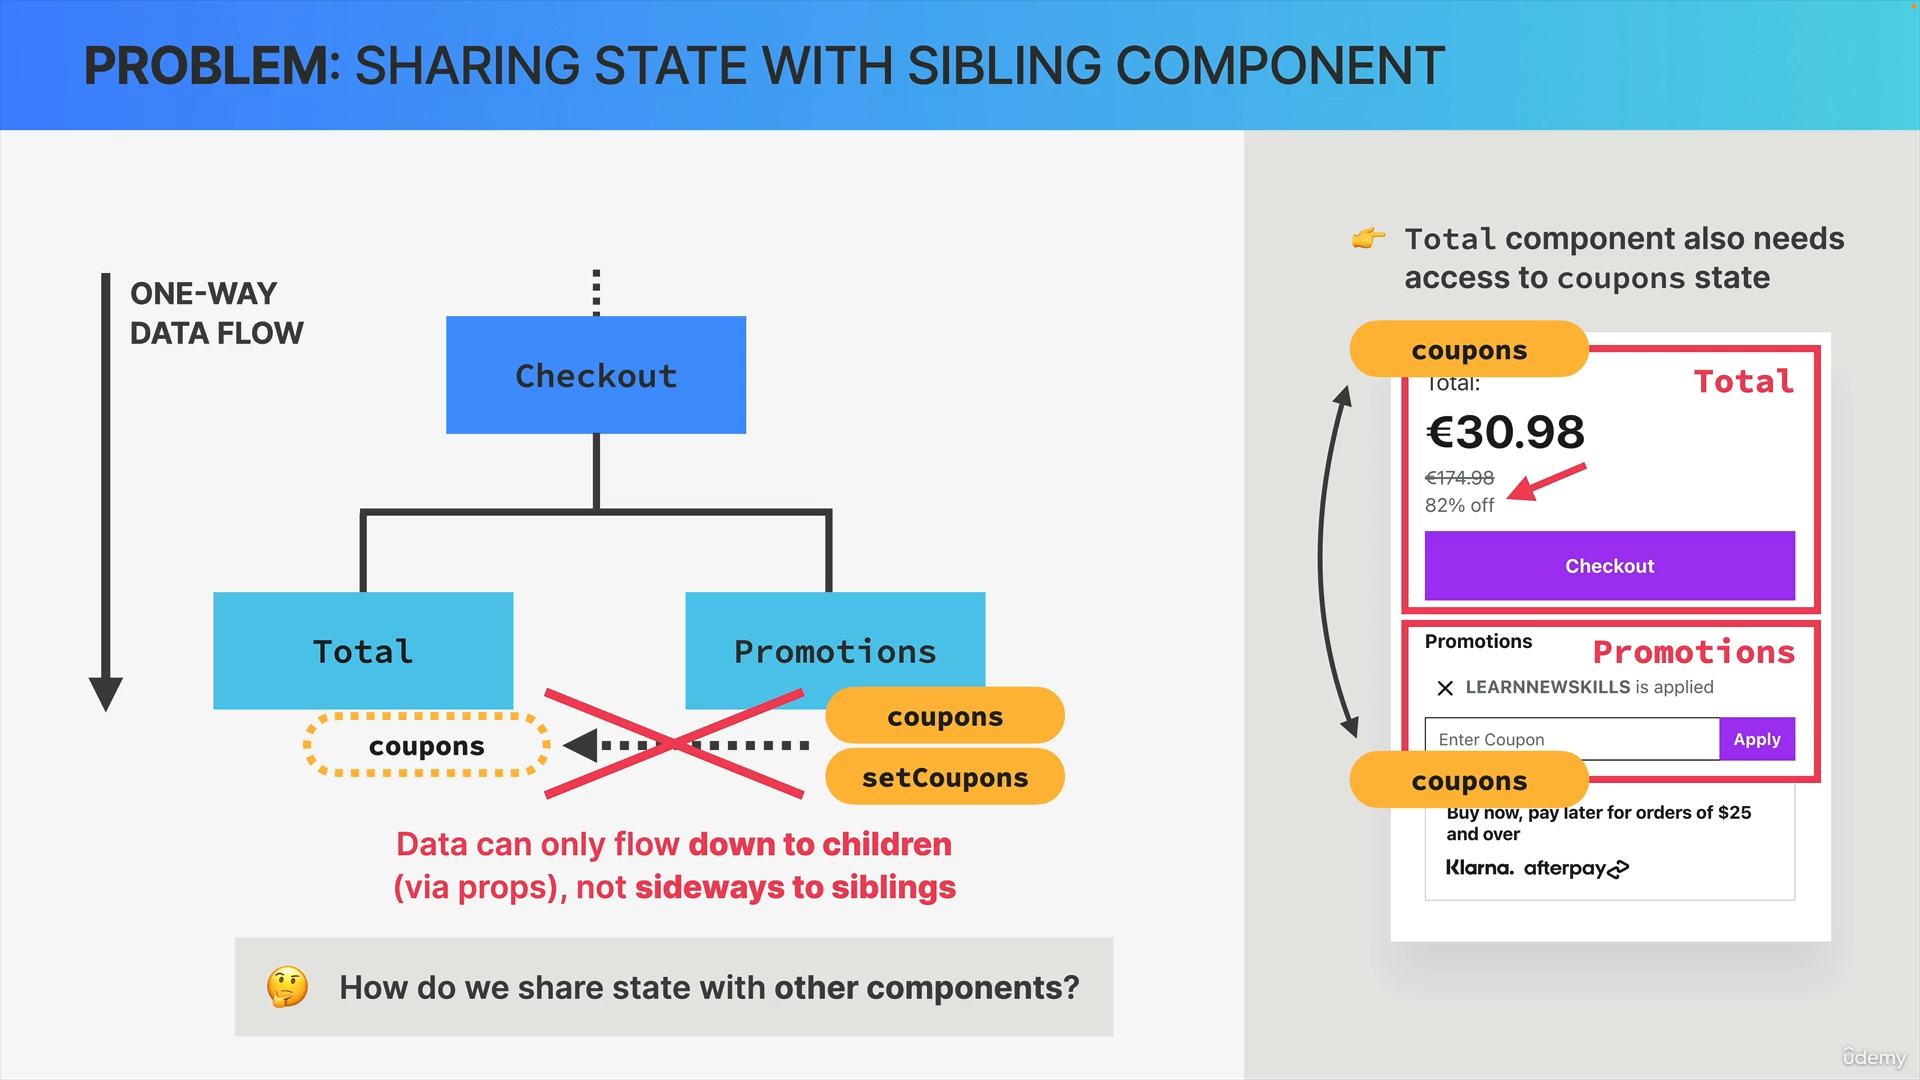 PROBLEM: SHARING STATE WITH SIBLING COMPONENT
ONE-WAY
DATA FLOW
Checkout
Total
Promotions
coupons
coupons
setCoupons
Data can only flow down to children
(via props), not sideways to siblings
🤔 How do we share state with other components?
👉 Total component also needs
access to coupons state
coupons
Total:
Total
€30.98
€174.98
82% off
Checkout
Promotions
Promotions
LEARNNEWSKILLS is applied
Enter Coupon
Apply
coupons
Buy now, pay later for orders of $25
and over
Klarna. afterpay
ûdemy